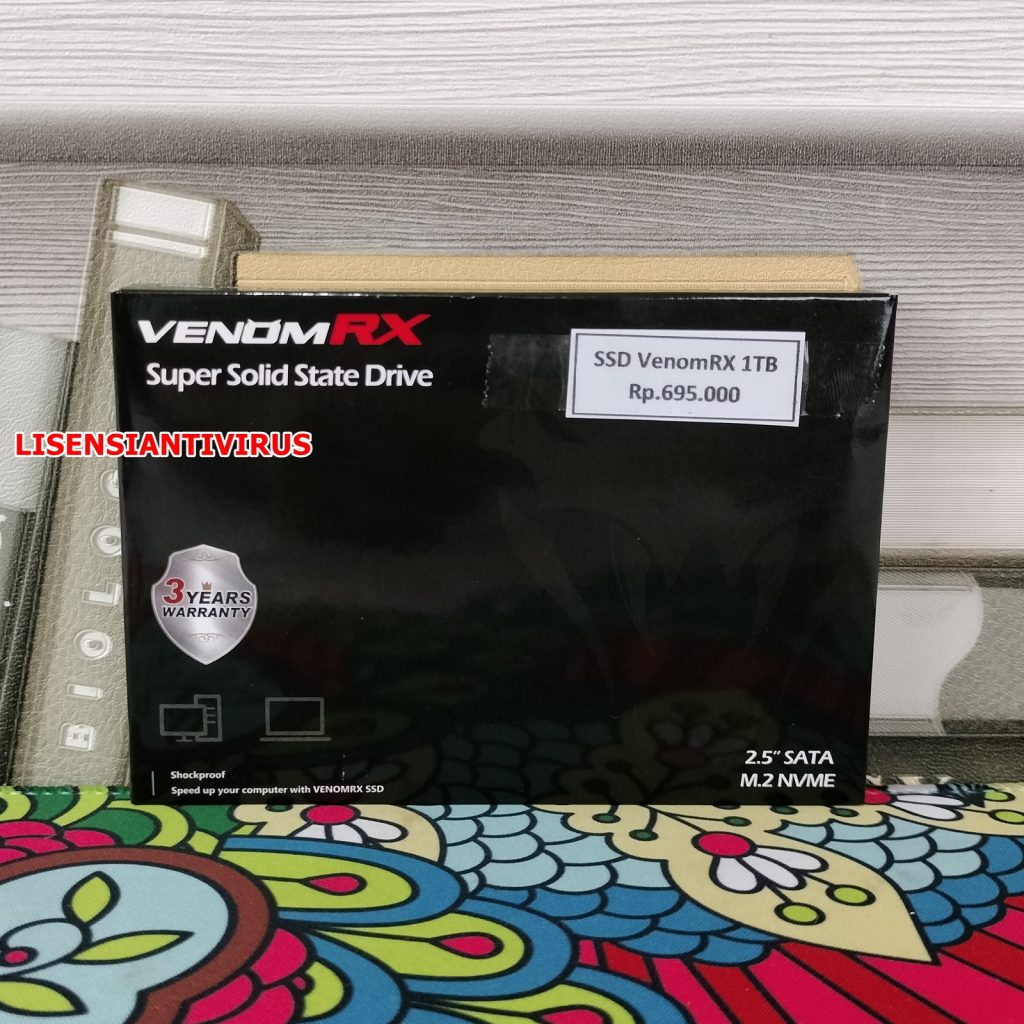 VENOMRX
Super Solid State Drive
SSD VenomRX 1TB
Rp.695.000
LISENSIANTIVIRUS
3 YEARS
WARRANTY
2.5" SATA
M.2 NVME
Shockproof
Speed up your computer with VENOMRX SSD